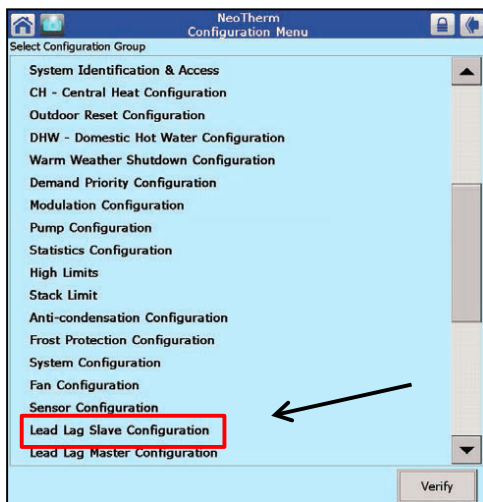 NeoTherm
Configuration Menu
Select Configuration Group
System Identification & Access
CH - Central Heat Configuration
Outdoor Reset Configuration
DHW - Domestic Hot Water Configuration
Warm Weather Shutdown Configuration
Demand Priority Configuration
Modulation Configuration
Pump Configuration
Statistics Configuration
High Limits
Stack Limit
Anti-condensation Configuration
Frost Protection Configuration
System Configuration
Fan Configuration
Sensor Configuration
Lead Lag Slave Configuration
Lead Lag Master Configuration
Verify